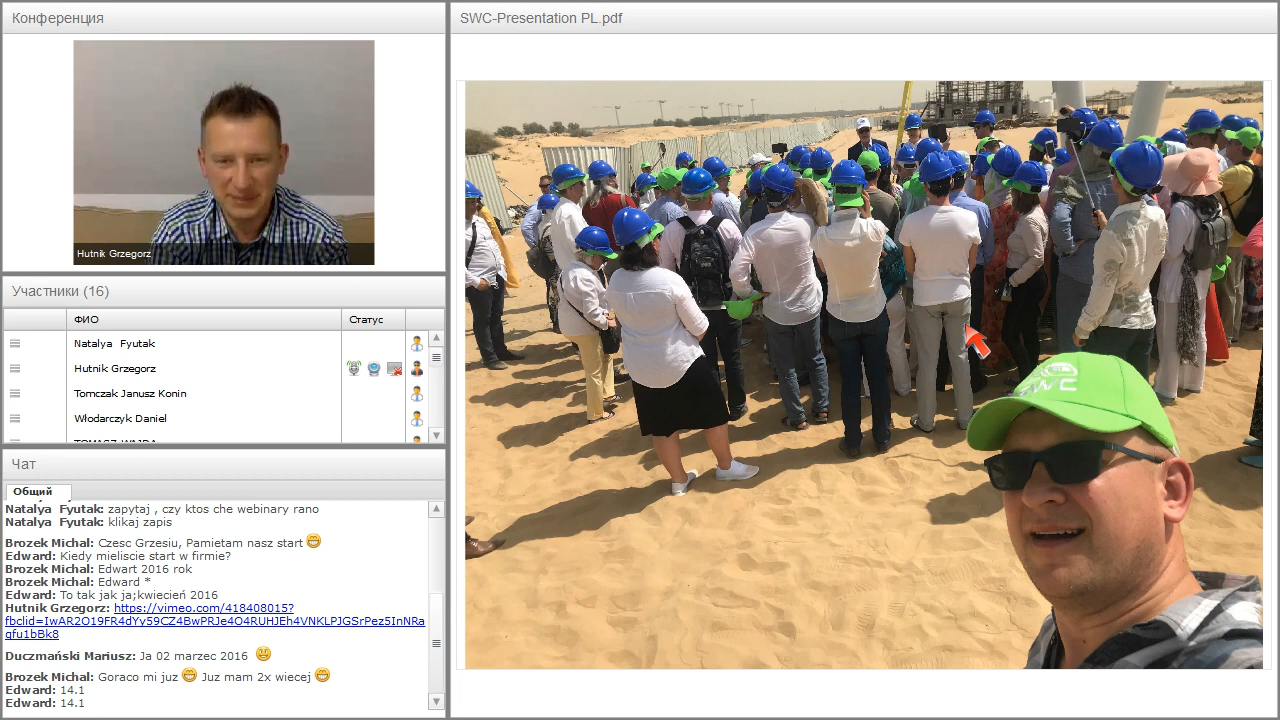 Конференция
Hutnik Grzegorz
Участники (16)
ФИО Статус
Natalya Fyutak
Hutnik Grzegorz
Tomczak Janusz Konin
Włodarczyk Daniel
TOMASZ WAJDA
Чат
Общий
Natalya Fyutak: zapytaj , czy ktos che webinary rano
Natalya Fyutak: klikaj zapis
Brozek Michal: Czesc Grzesiu, Pamietam nasz start
Edward: Kiedy mieliscie start w firmie?
Brozek Michal: Edwart 2016 rok
Brozek Michal: Edward *
Edward: To tak jak ja;kwiecień 2016
Hutnik Grzegorz: https://vimeo.com/418408015?
fbclid=IwAR2O19FR4dYy59CZ4BwPRJe4O4RUHJEh4VNKLPJGSrPez5InNRa
qfu1bBk8
Duczmański Mariusz: Ja 02 marzec 2016
Brozek Michal: Goraco mi juz Juz mam 2x wiecej
Edward: 14.1
Edward: 14.1
SWC-Presentation PL.pdf
SWC